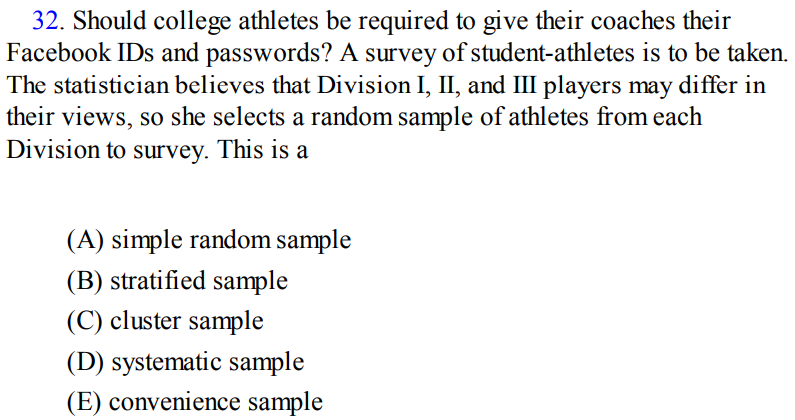 32. Should college athletes be required to give their coaches their
Facebook IDs and passwords? A survey of student-athletes is to be taken.
The statistician believes that Division I, II, and III players may differ in
their views, so she selects a random sample of athletes from each
Division to survey. This is a
(A) simple random sample
(B) stratified sample
(C) cluster sample
(D) systematic sample
(E) convenience sample